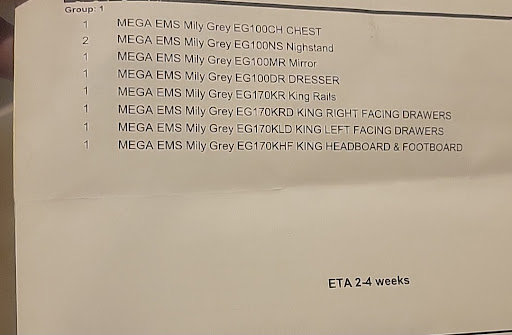 Group: 1
1 MEGA EMS Mily Grey EG100CH CHEST
2 MEGA EMS Mily Grey EG100NS Nighstand
1 MEGA EMS Mily Grey EG100MR Mirror
1 MEGA EMS Mily Grey EG100DR DRESSER
1 MEGA EMS Mily Grey EG170KR King Rails
1 MEGA EMS Mily Grey EG170KRD KING RIGHT FACING DRAWERS
1 MEGA EMS Mily Grey EG170KLD KING LEFT FACING DRAWERS
1 MEGA EMS Mily Grey EG170KHF KING HEADBOARD & FOOTBOARD
ETA 2-4 weeks